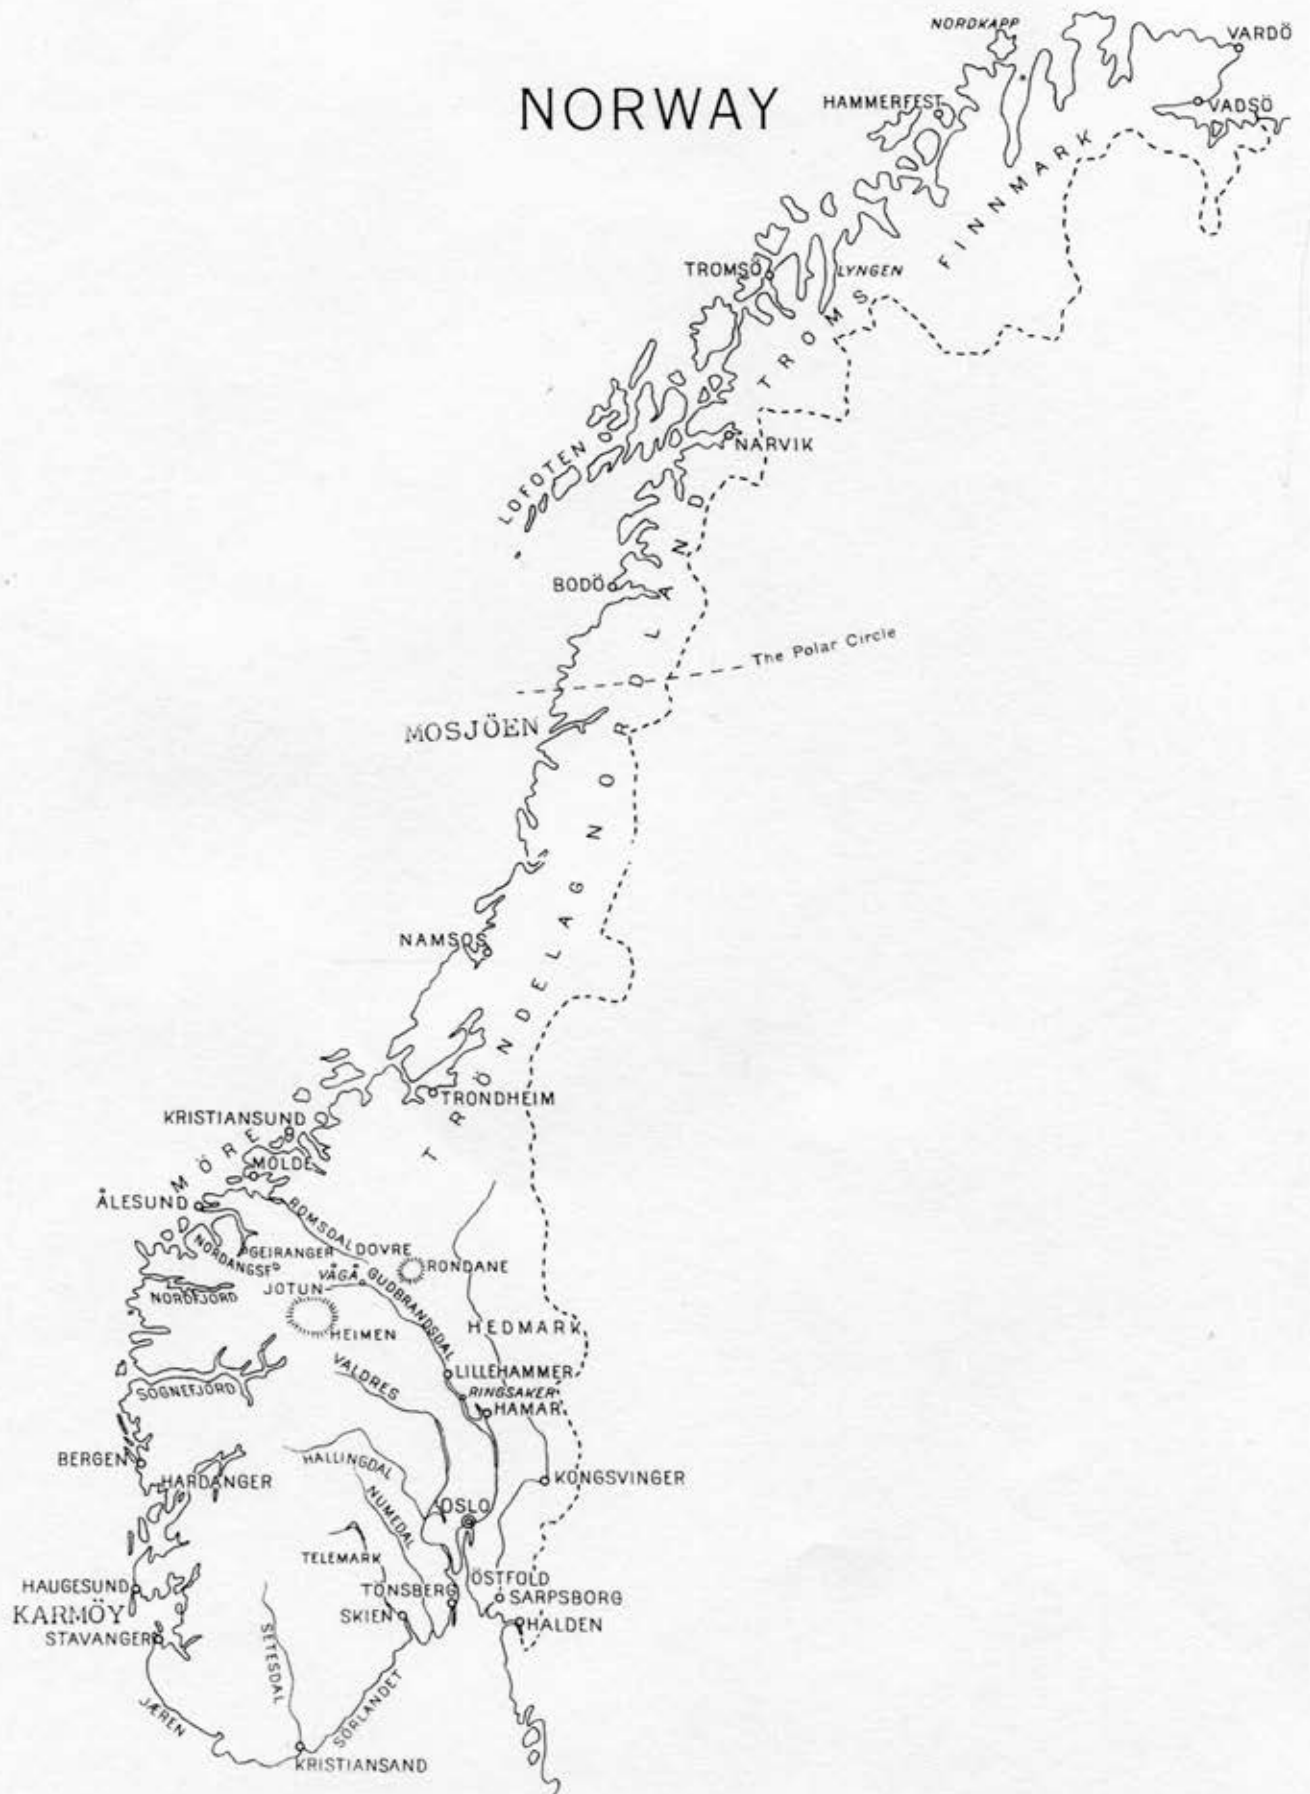 NORDKAPP
VARDÖ
NORWAY
HAMMERFEST
VADSÖ
FINNMARK
TROMSÖ
LYNGEN
TROMS
NARVIK
LOFOTEN
BODÖ
NORDLAND
The Polar Circle
MOSJÖEN
NAMSOS
TRÖNDELAG
TRONDHEIM
KRISTIANSUND
MÖRE
MOLDE
ÅLESUND
ROMSDAL
DOVRE
GEIRANGER
NORDANGSFD
RONDANE
VÅGÅ
GUDBRANDSDAL
JOTUN-
NORDFJORD
HEIMEN
HEDMARK
LILLEHAMMER
VALDRES
RINGSAKER
SOGNEFJORD
HAMAR
BERGEN
HALLINGDAL
HARDANGER
KONGSVINGER
NUMEDAL
OSLO
TELEMARK
ÖSTFOLD
HAUGESUND
TÖNSBERG
SARPSBORG
KARMÖY
SKIEN
HALDEN
STAVANGER
SETESDAL
JÆREN
SÖRLANDET
KRISTIANSAND